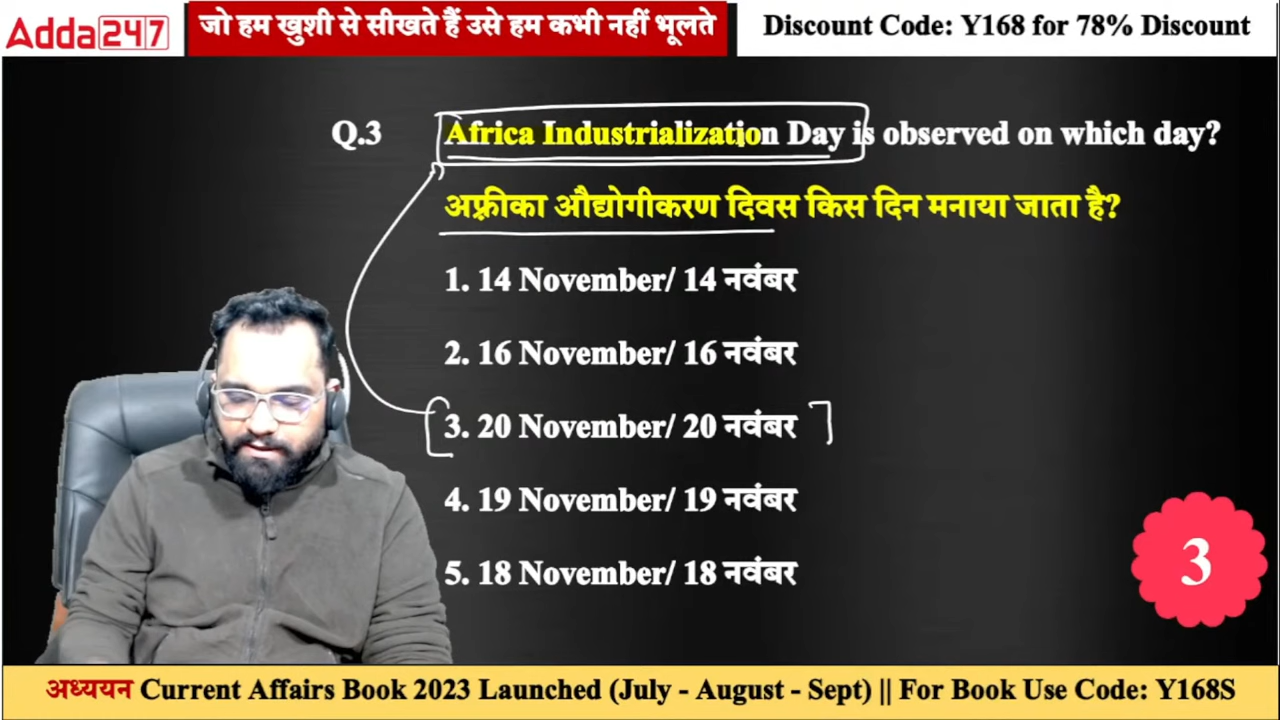 Adda247
जो हम खुशी से सीखते हैं उसे हम कभी नहीं भूलते
Discount Code: Y168 for 78% Discount
Q.3 Africa Industrialization Day is observed on which day?
अफ़्रीका औद्योगीकरण दिवस किस दिन मनाया जाता है?
1. 14 November/ 14 नवंबर
2. 16 November/ 16 नवंबर
3. 20 November/ 20 नवंबर
4. 19 November/ 19 नवंबर
5. 18 November/ 18 नवंबर
3
अध्ययन Current Affairs Book 2023 Launched (July - August - Sept) || For Book Use Code: Y168S